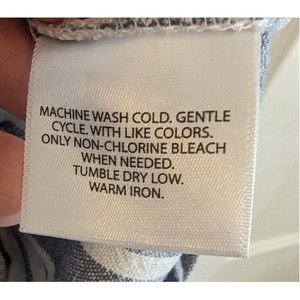 MACHINE WASH COLD. GENTLE
CYCLE. WITH LIKE COLORS.
ONLY NON-CHLORINE BLEACH
WHEN NEEDED.
TUMBLE DRY LOW.
WARM IRON.